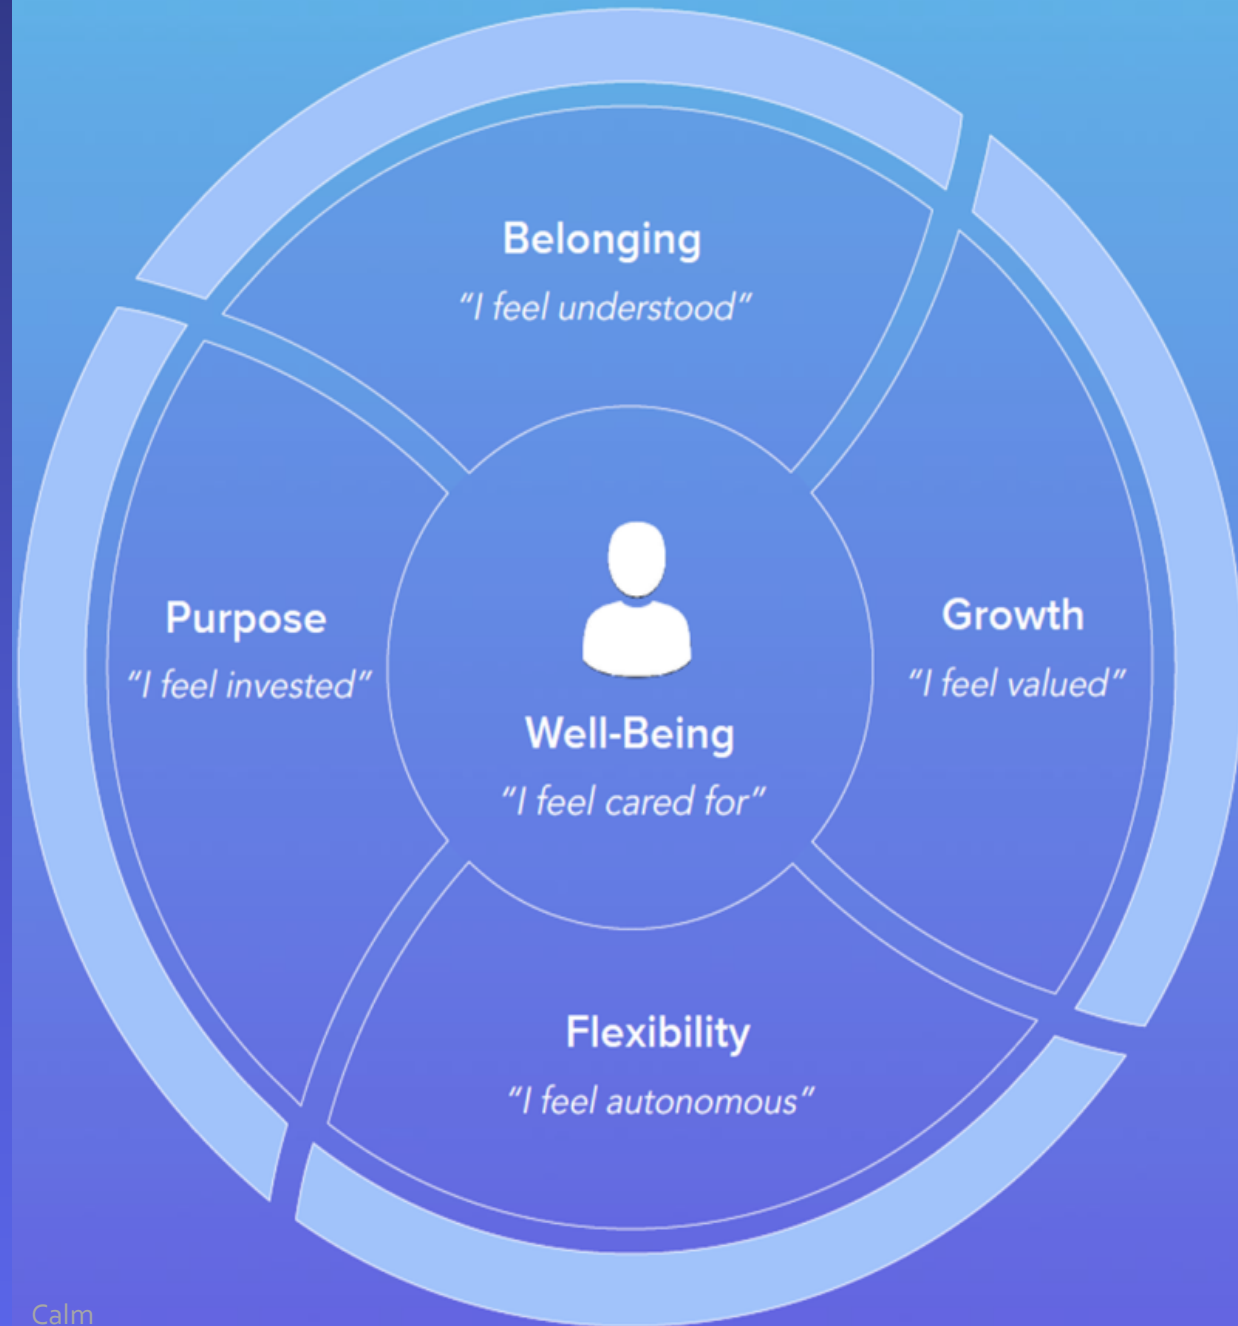 Belonging
“I feel understood”
Purpose
“I feel invested”
Growth
“I feel valued”
Well-Being
“I feel cared for”
Flexibility
“I feel autonomous”
Calm